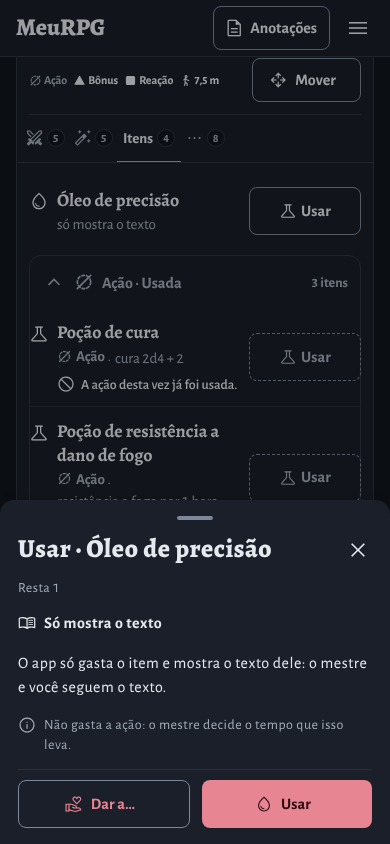 MeuRPG
Anotações
Ação Bônus Reação 7,5 m
Mover
5 5 Itens 4 ··· 8
Óleo de precisão
só mostra o texto
Usar
Ação · Usada
3 itens
Poção de cura
Ação · cura 2d4 + 2
A ação desta vez já foi usada.
Usar
Poção de resistência a
dano de fogo
Ação ·
Usar
Usar · Óleo de precisão
Resta 1
Só mostra o texto
O app só gasta o item e mostra o texto dele: o mestre
e você seguem o texto.
Não gasta a ação: o mestre decide o tempo que isso
leva.
Dar a...
Usar